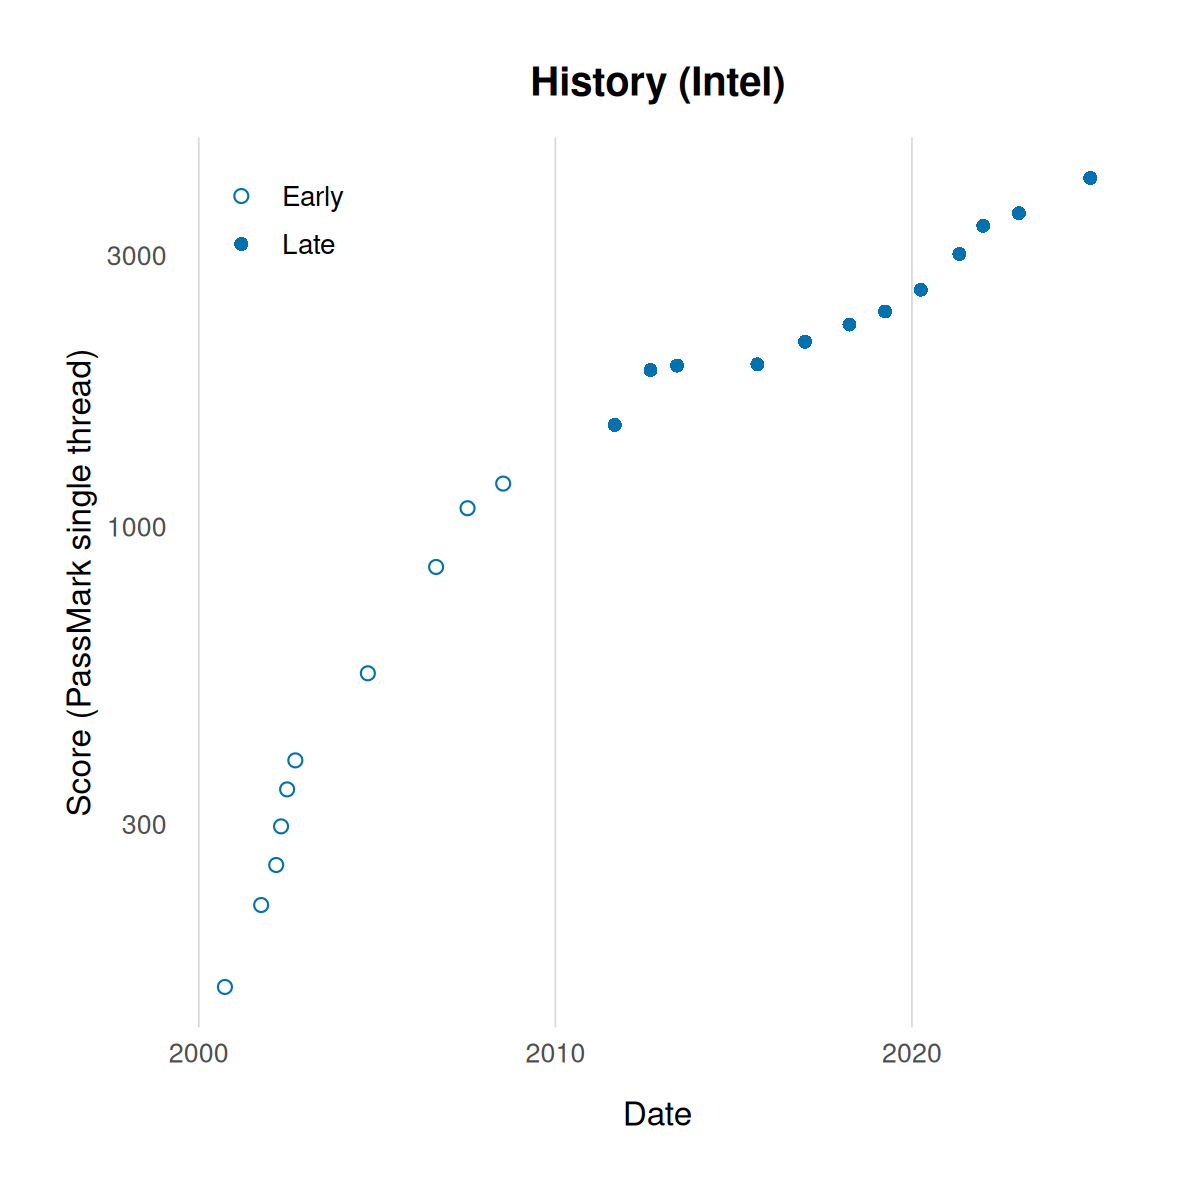 History (Intel)
Early
Late
3000
1000
300
Score (PassMark single thread)
2000
2010
2020
Date